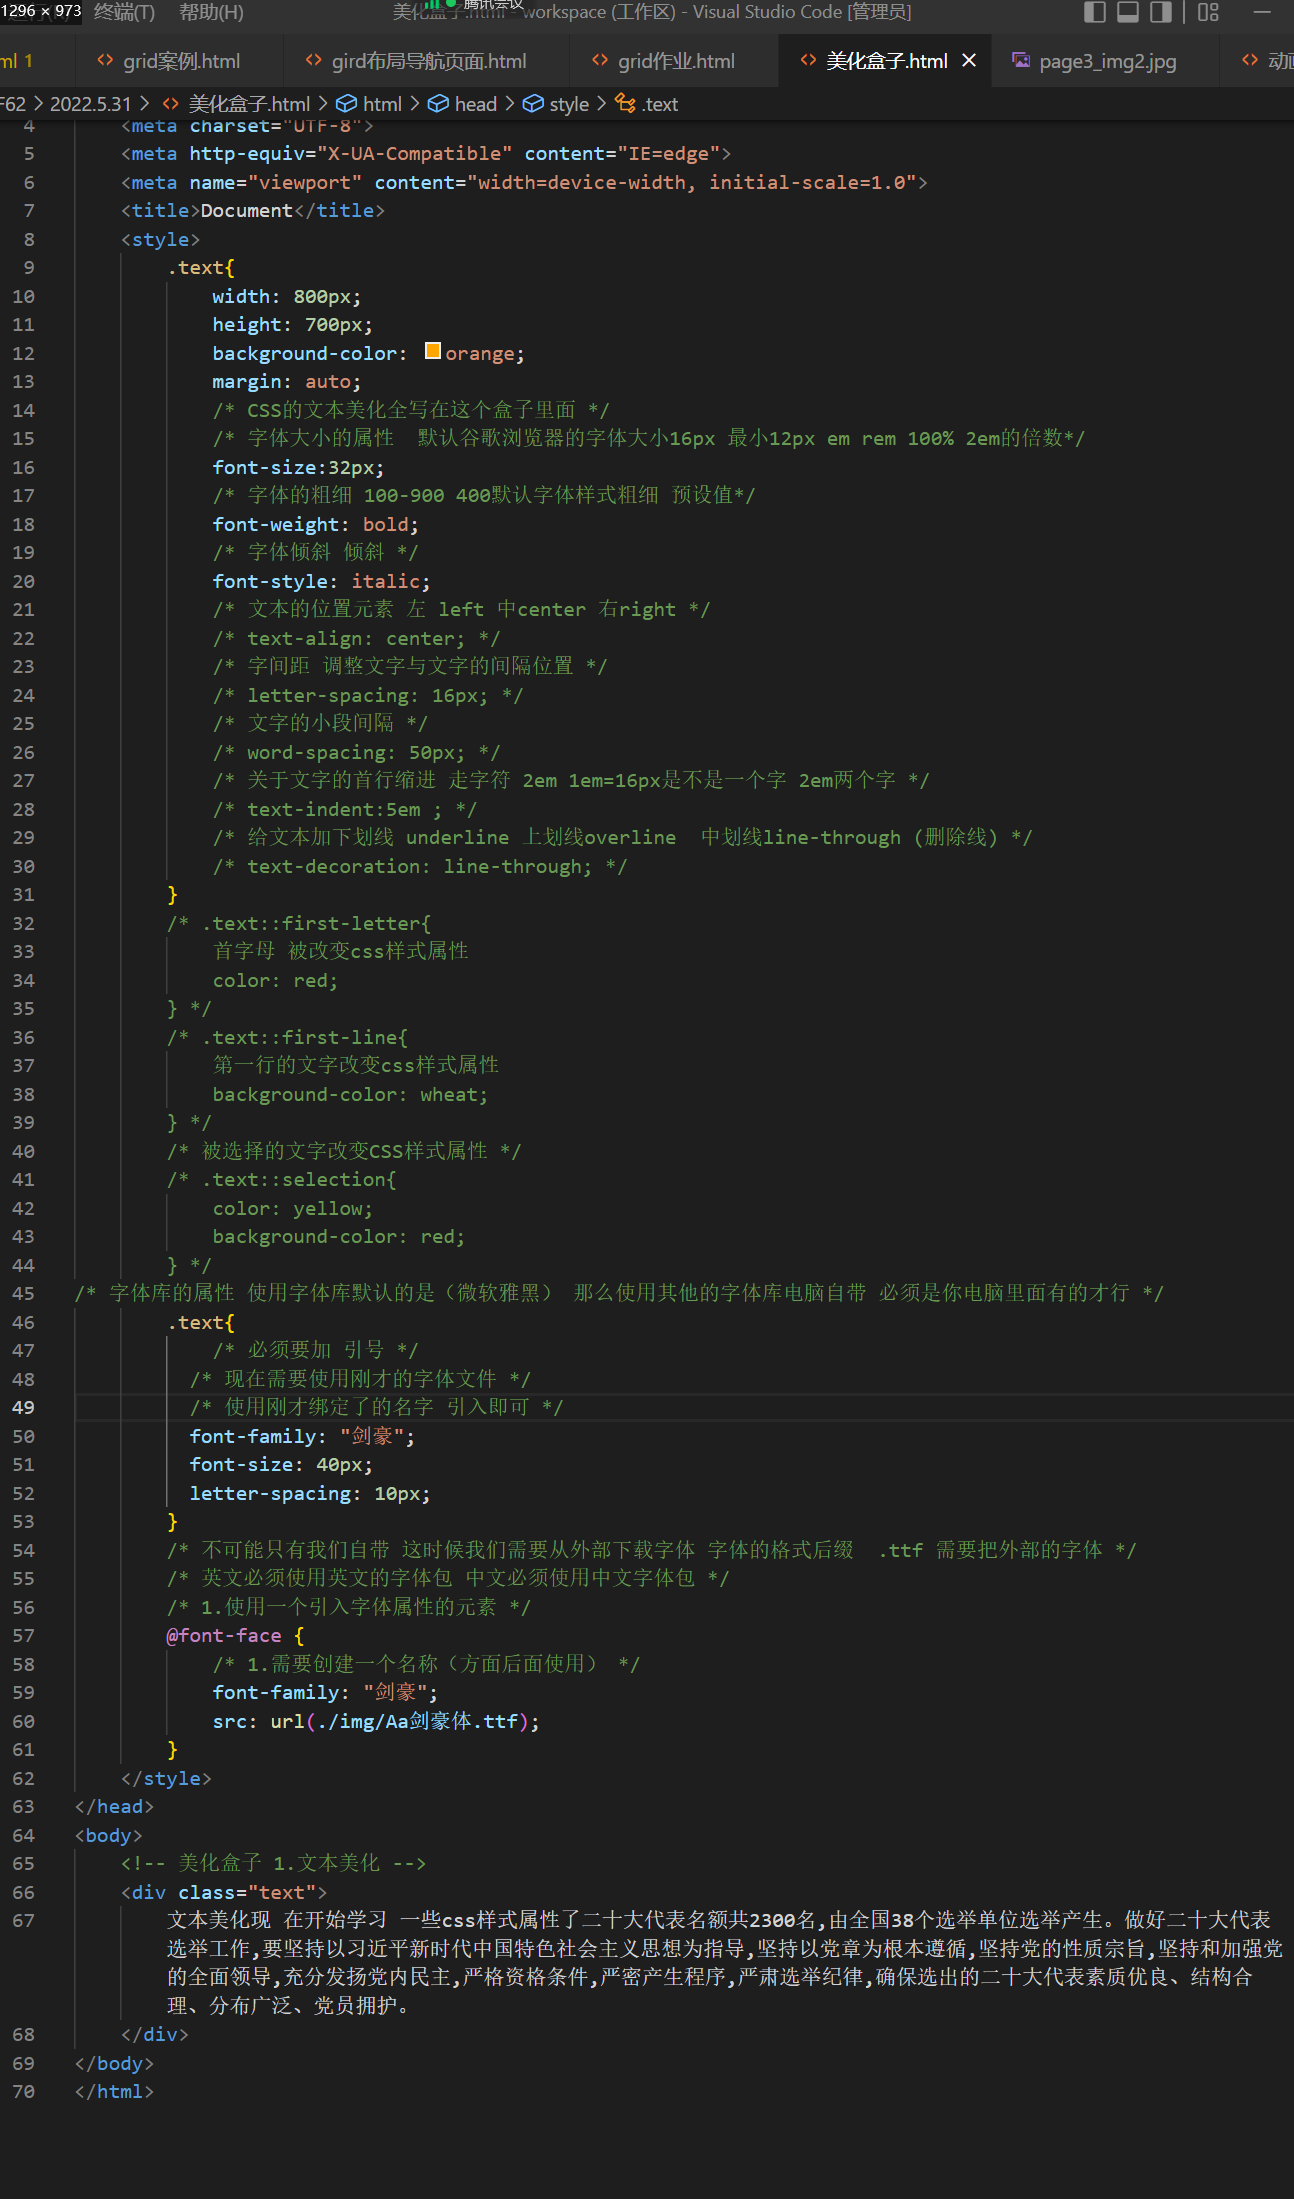 1296 × 973 终端(T) 帮助(H) 美化盒子.html - workspace (工作区) - Visual Studio Code [管理员]
腾讯会议
ml 1 grid案例.html gird布局导航页面.html grid作业.html 美化盒子.html page3_img2.jpg
F62 > 2022.5.31 > 美化盒子.html > html > head > style > .text
4 <meta charset="UTF-8">
5 <meta http-equiv="X-UA-Compatible" content="IE=edge">
6 <meta name="viewport" content="width=device-width, initial-scale=1.0">
7 <title>Document</title>
8 <style>
9 .text{
10 width: 800px;
11 height: 700px;
12 background-color: orange;
13 margin: auto;
14 /* CSS的文本美化全写在这个盒子里面 */
15 /* 字体大小的属性  默认谷歌浏览器的字体大小16px 最小12px em rem 100% 2em的倍数*/
16 font-size:32px;
17 /* 字体的粗细 100-900 400默认字体样式粗细 预设值*/
18 font-weight: bold;
19 /* 字体倾斜 倾斜 */
20 font-style: italic;
21 /* 文本的位置元素 左 left 中center 右right */
22 /* text-align: center; */
23 /* 字间距 调整文字与文字的间隔位置 */
24 /* letter-spacing: 16px; */
25 /* 文字的小段间隔 */
26 /* word-spacing: 50px; */
27 /* 关于文字的首行缩进 走字符 2em 1em=16px是不是一个字 2em两个字 */
28 /* text-indent:5em ; */
29 /* 给文本加下划线 underline 上划线overline  中划线line-through (删除线) */
30 /* text-decoration: line-through; */
31 }
32 /* .text::first-letter{
33 首字母 被改变css样式属性
34 color: red;
35 } */
36 /* .text::first-line{
37 第一行的文字改变css样式属性
38 background-color: wheat;
39 } */
40 /* 被选择的文字改变CSS样式属性 */
41 /* .text::selection{
42 color: yellow;
43 background-color: red;
44 } */
45 /* 字体库的属性 使用字体库默认的是（微软雅黑） 那么使用其他的字体库电脑自带 必须是你电脑里面有的才行 */
46 .text{
47 /* 必须要加 引号 */
48 /* 现在需要使用刚才的字体文件 */
49 /* 使用刚才绑定了的名字 引入即可 */
50 font-family: "剑豪";
51 font-size: 40px;
52 letter-spacing: 10px;
53 }
54 /* 不可能只有我们自带 这时候我们需要从外部下载字体 字体的格式后缀  .ttf 需要把外部的字体 */
55 /* 英文必须使用英文的字体包 中文必须使用中文字体包 */
56 /* 1.使用一个引入字体属性的元素 */
57 @font-face {
58 /* 1.需要创建一个名称（方面后面使用） */
59 font-family: "剑豪";
60 src: url(./img/Aa剑豪体.ttf);
61 }
62 </style>
63 </head>
64 <body>
65 <!-- 美化盒子 1.文本美化 -->
66 <div class="text">
67 文本美化现 在开始学习 一些css样式属性了二十大代表名额共2300名,由全国38个选举单位选举产生。做好二十大代表
选举工作,要坚持以习近平新时代中国特色社会主义思想为指导,坚持以党章为根本遵循,坚持党的性质宗旨,坚持和加强党
的全面领导,充分发扬党内民主,严格资格条件,严密产生程序,严肃选举纪律,确保选出的二十大代表素质优良、结构合
理、分布广泛、党员拥护。
68 </div>
69 </body>
70 </html>